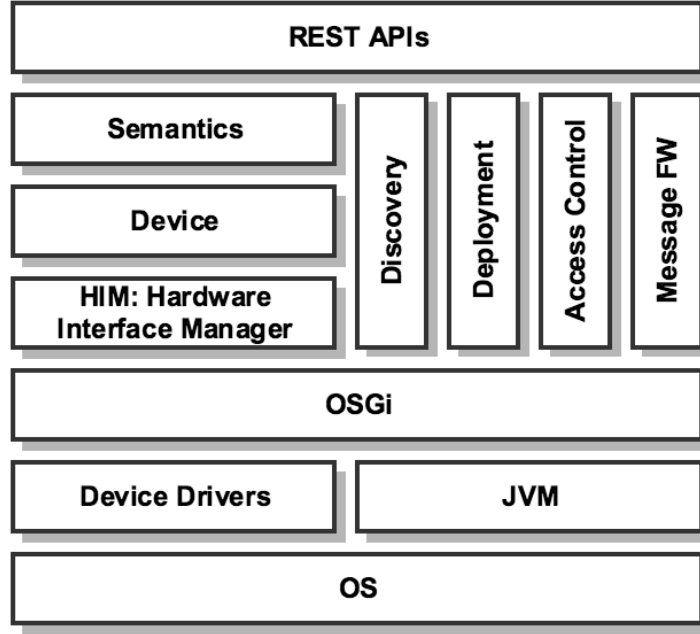 REST APIs
Semantics
Device
HIM: Hardware
Interface Manager
Discovery
Deployment
Access Control
Message FW
OSGi
Device Drivers
JVM
OS